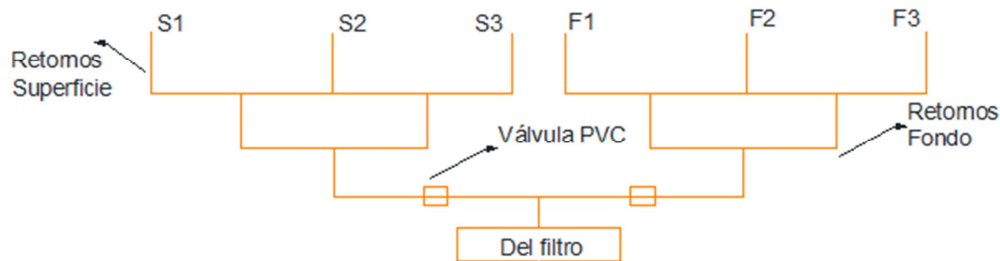 S1
S2
S3
F1
F2
F3
Retornos
Superficie
Retornos
Fondo
Válvula PVC
Del filtro